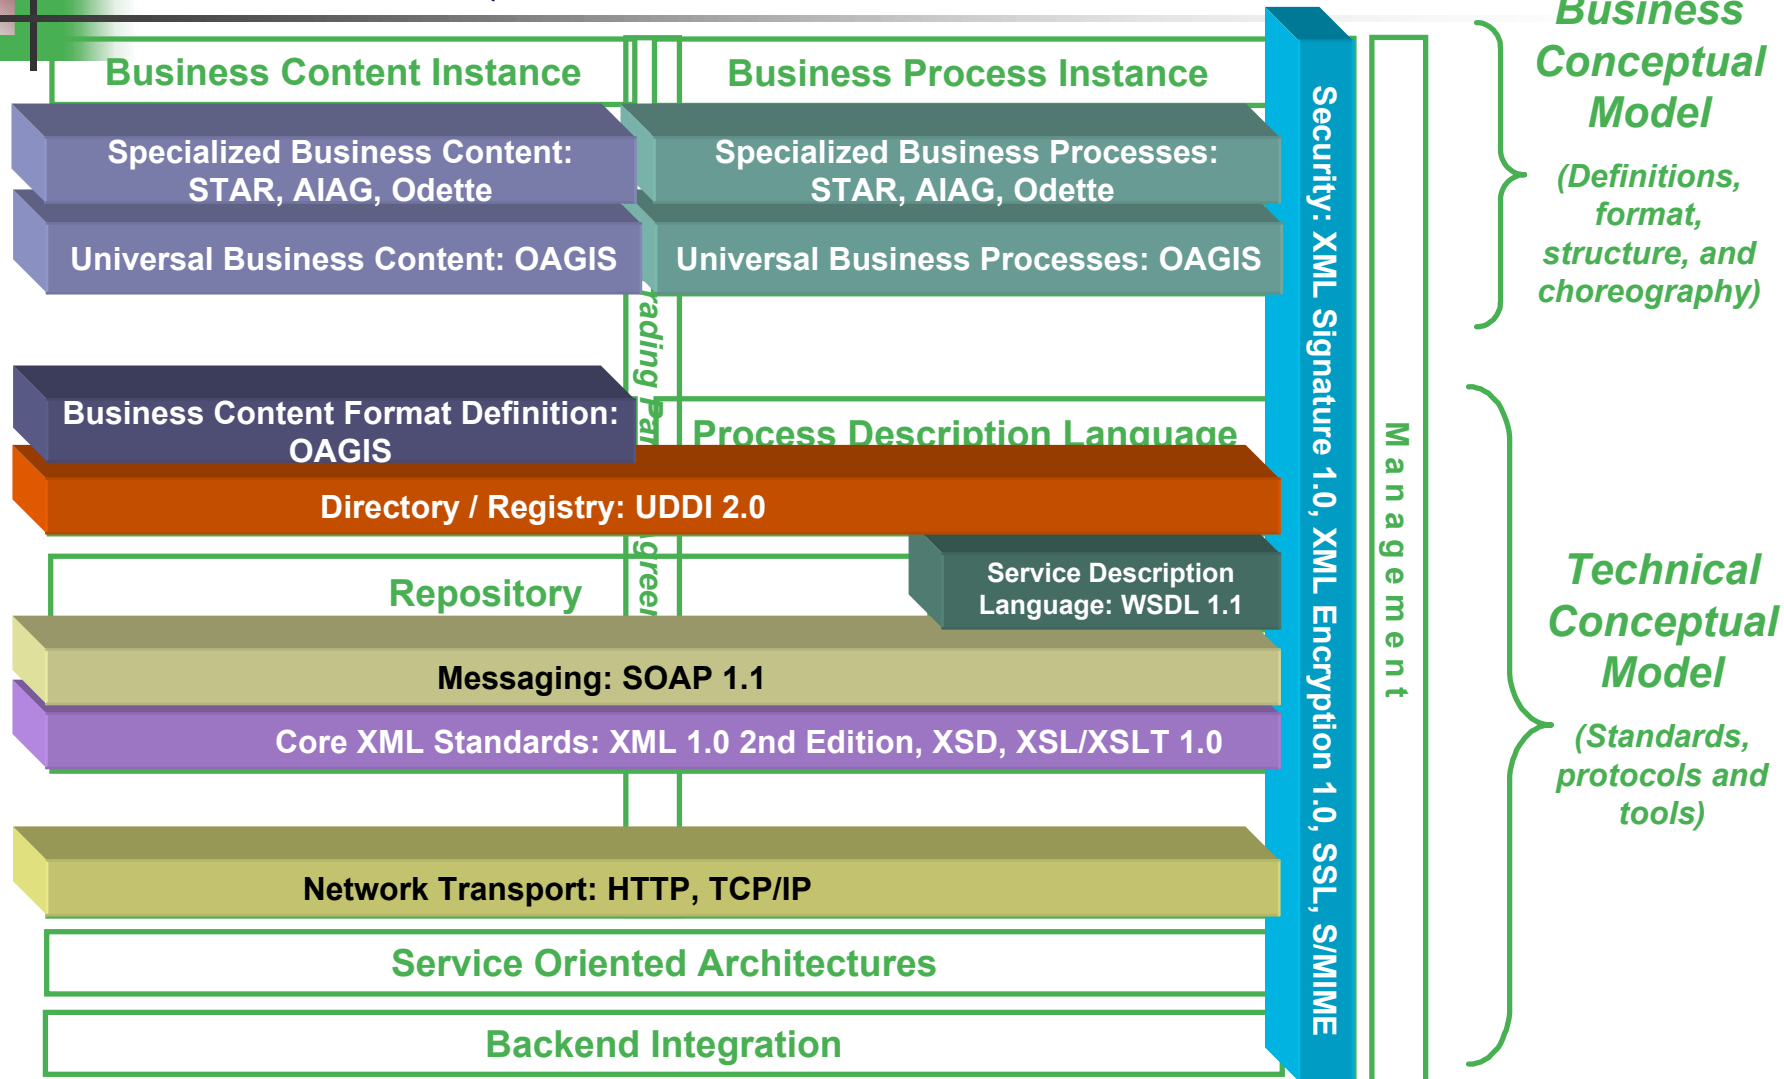 Business Content Instance
Business Process Instance
Specialized Business Content:
STAR, AIAG, Odette
Specialized Business Processes:
STAR, AIAG, Odette
Universal Business Content: OAGIS
Universal Business Processes: OAGIS
Business Content Format Definition:
OAGIS
Process Description Language
Directory / Registry: UDDI 2.0
Repository
Service Description
Language: WSDL 1.1
Messaging: SOAP 1.1
Core XML Standards: XML 1.0 2nd Edition, XSD, XSL/XSLT 1.0
Network Transport: HTTP, TCP/IP
Service Oriented Architectures
Backend Integration
Security: XML Signature 1.0, XML Encryption 1.0, SSL, S/MIME
Management
Business
Conceptual
Model
(Definitions,
format,
structure, and
choreography)
Technical
Conceptual
Model
(Standards,
protocols and
tools)